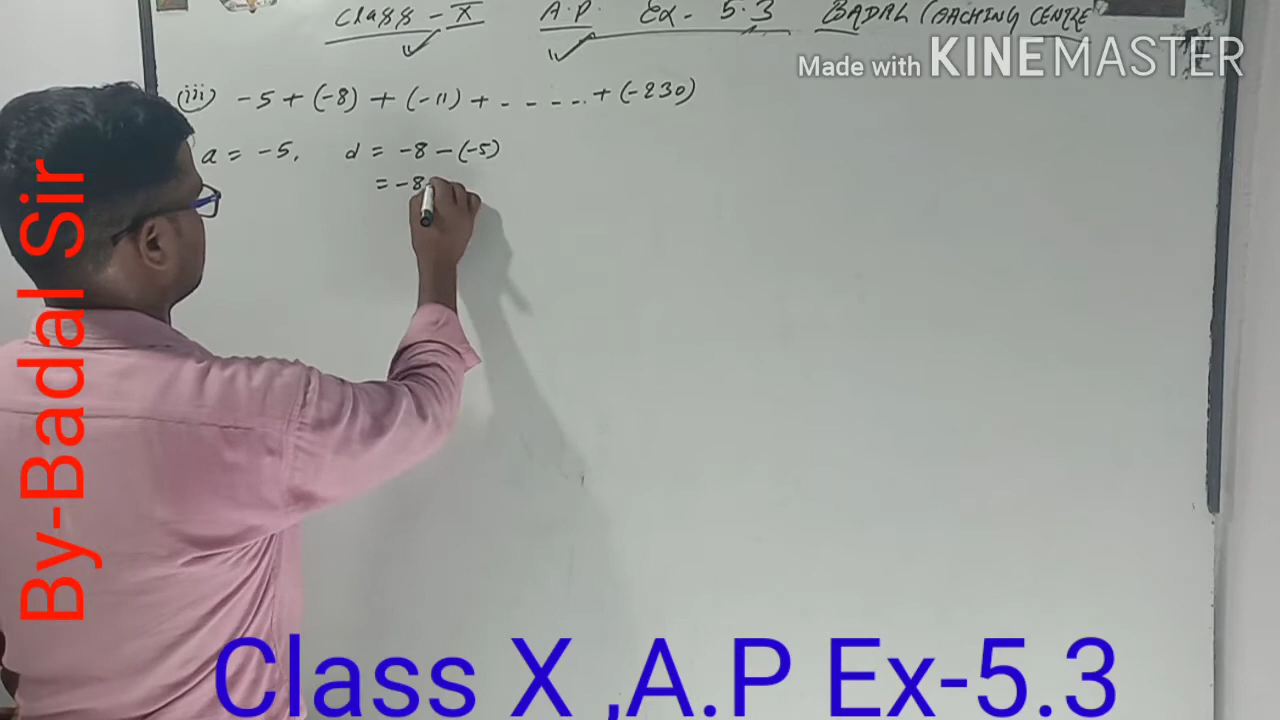 Class - X A.P. Ex - 5.3 BADAL COACHING CENTRE
Made with KINEMASTER
(iii) -5 + (-8) + (-11) + - - - - .. + (-230)
a = -5, d = -8 - (-5)
= -8
By-Badal Sir
Class X ,A.P Ex-5.3